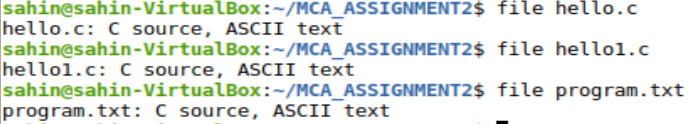 sahin@sahin-VirtualBox:~/MCA_ASSIGNMENT2$ file hello.c
hello.c: C source, ASCII text
sahin@sahin-VirtualBox:~/MCA_ASSIGNMENT2$ file hello1.c
hello1.c: C source, ASCII text
sahin@sahin-VirtualBox:~/MCA_ASSIGNMENT2$ file program.txt
program.txt: C source, ASCII text